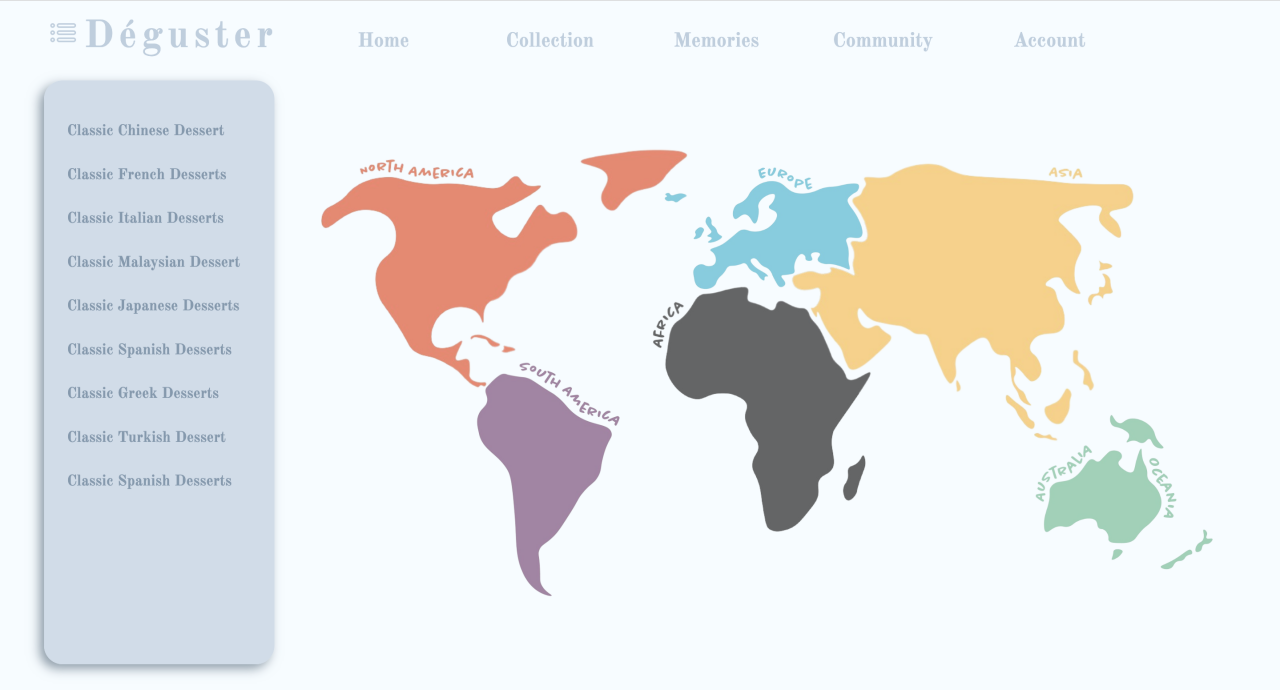 Déguster
Home
Collection
Memories
Community
Account
Classic Chinese Dessert
Classic French Desserts
Classic Italian Desserts
Classic Malaysian Dessert
Classic Japanese Desserts
Classic Spanish Desserts
Classic Greek Desserts
Classic Turkish Dessert
Classic Spanish Desserts
NORTH AMERICA
EUROPE
ASIA
AFRICA
SOUTH AMERICA
AUSTRALIA
OCEANIA